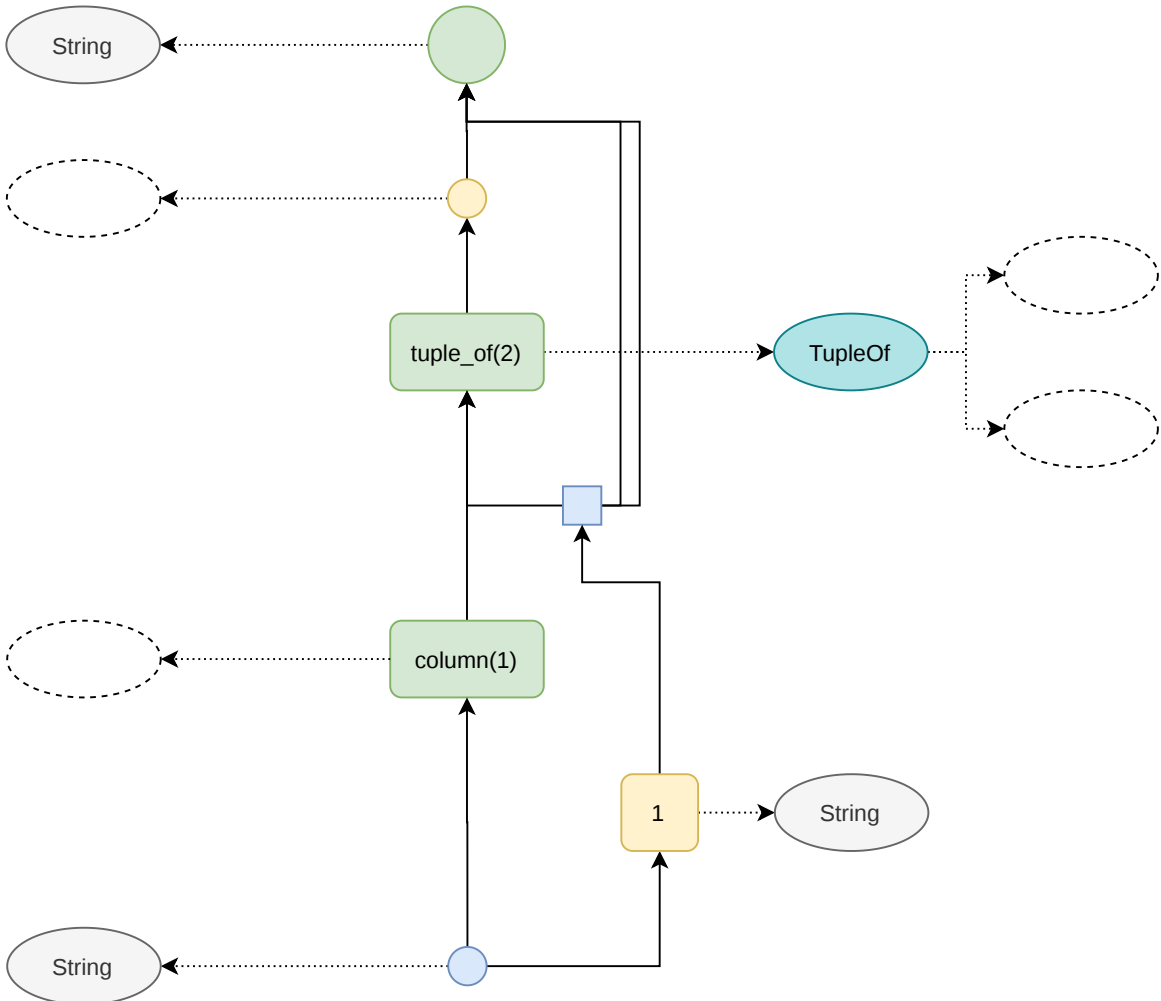 String
tuple_of(2)
TupleOf
column(1)
1
String
String